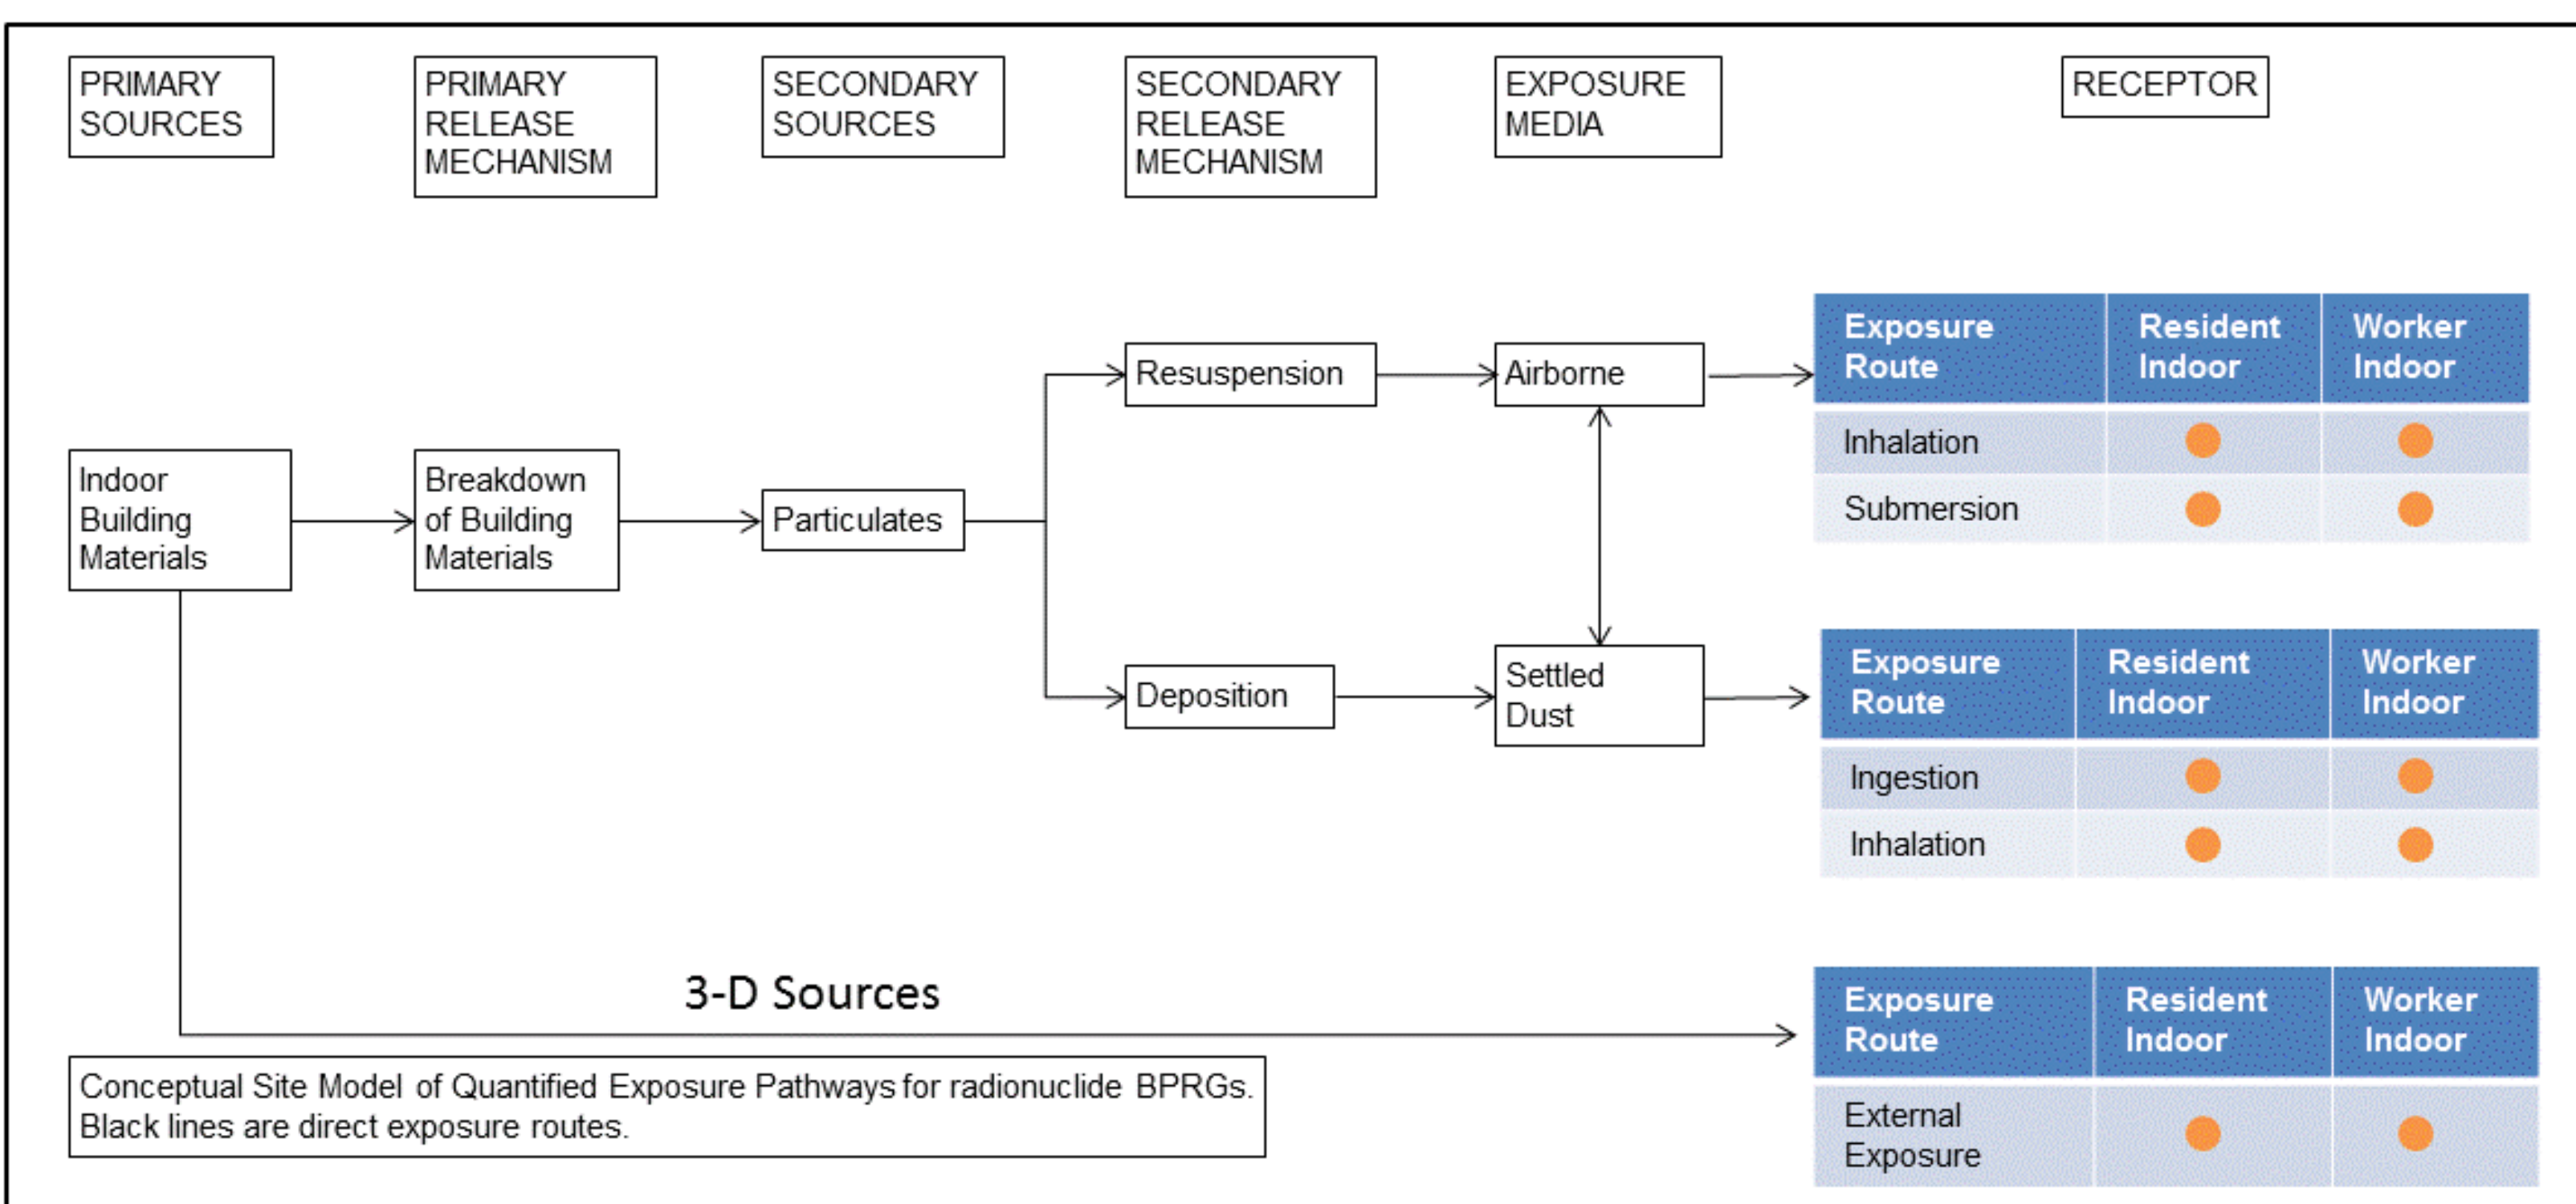 PRIMARY
SOURCES
PRIMARY
RELEASE
MECHANISM
SECONDARY
SOURCES
SECONDARY
RELEASE
MECHANISM
EXPOSURE
MEDIA
RECEPTOR
Indoor
Building
Materials
Breakdown
of Building
Materials
Particulates
Resuspension
Airborne
Deposition
Settled
Dust
Exposure
Route
Resident
Indoor
Worker
Indoor
Inhalation
Submersion
Exposure
Route
Resident
Indoor
Worker
Indoor
Ingestion
Inhalation
3-D Sources
Exposure
Route
Resident
Indoor
Worker
Indoor
External
Exposure
Conceptual Site Model of Quantified Exposure Pathways for radionuclide BPRGs.
Black lines are direct exposure routes.